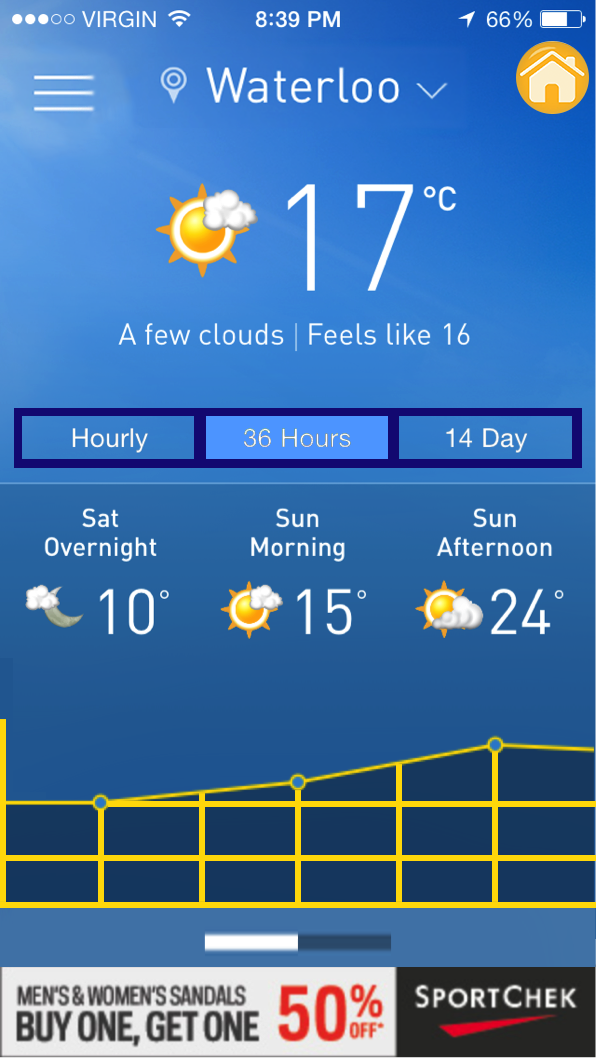 VIRGIN 8:39 PM 66%
Waterloo
17°C
A few clouds | Feels like 16
Hourly 36 Hours 14 Day
Sat Overnight
Sun Morning
Sun Afternoon
10° 15° 24°
MEN'S & WOMEN'S SANDALS
BUY ONE, GET ONE
50% OFF*
SPORTCHEK